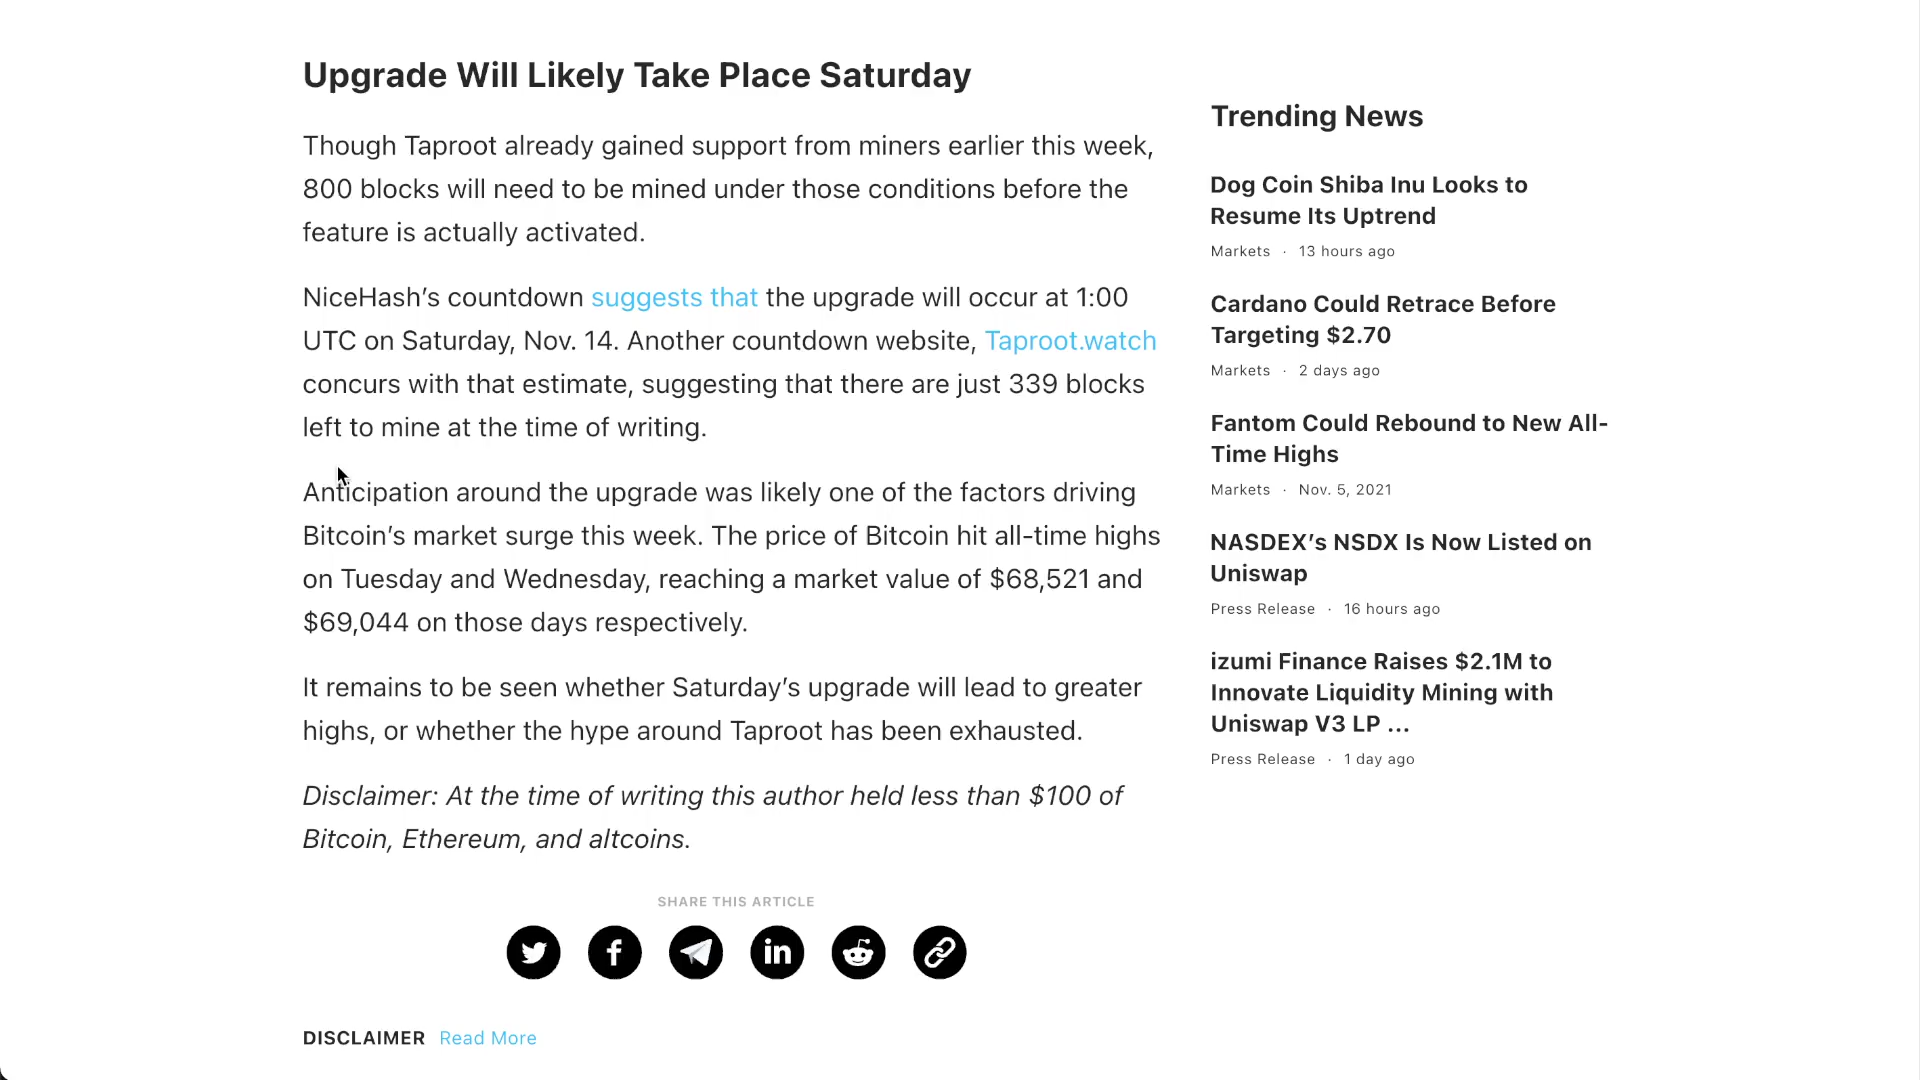 Upgrade Will Likely Take Place Saturday
Though Taproot already gained support from miners earlier this week,
800 blocks will need to be mined under those conditions before the
feature is actually activated.
NiceHash’s countdown suggests that the upgrade will occur at 1:00
UTC on Saturday, Nov. 14. Another countdown website, Taproot.watch
concurs with that estimate, suggesting that there are just 339 blocks
left to mine at the time of writing.
Anticipation around the upgrade was likely one of the factors driving
Bitcoin’s market surge this week. The price of Bitcoin hit all-time highs
on Tuesday and Wednesday, reaching a market value of $68,521 and
$69,044 on those days respectively.
It remains to be seen whether Saturday’s upgrade will lead to greater
highs, or whether the hype around Taproot has been exhausted.
Disclaimer: At the time of writing this author held less than $100 of
Bitcoin, Ethereum, and altcoins.
SHARE THIS ARTICLE
DISCLAIMER Read More
Trending News
Dog Coin Shiba Inu Looks to
Resume Its Uptrend
Markets · 13 hours ago
Cardano Could Retrace Before
Targeting $2.70
Markets · 2 days ago
Fantom Could Rebound to New All-
Time Highs
Markets · Nov. 5, 2021
NASDEX’s NSDX Is Now Listed on
Uniswap
Press Release · 16 hours ago
izumi Finance Raises $2.1M to
Innovate Liquidity Mining with
Uniswap V3 LP ...
Press Release · 1 day ago